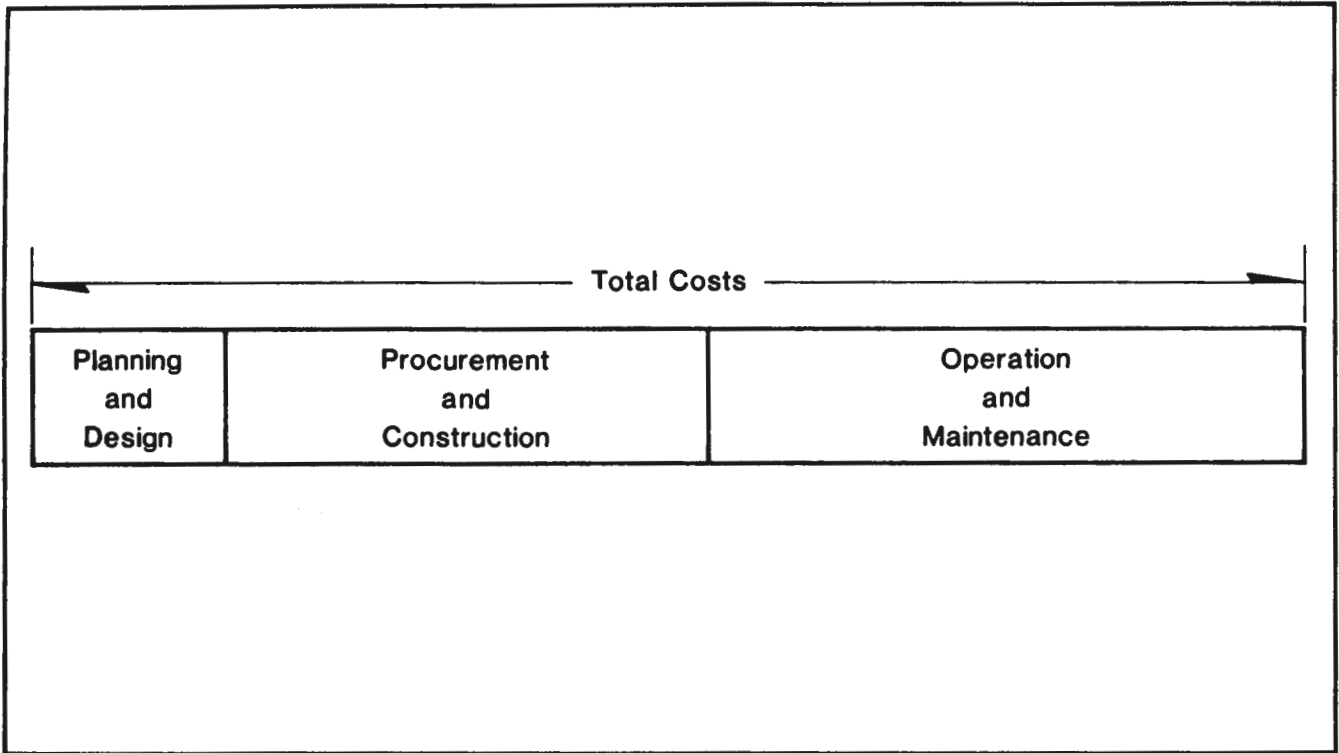 Total Costs
Planning
and
Design
Procurement
and
Construction
Operation
and
Maintenance